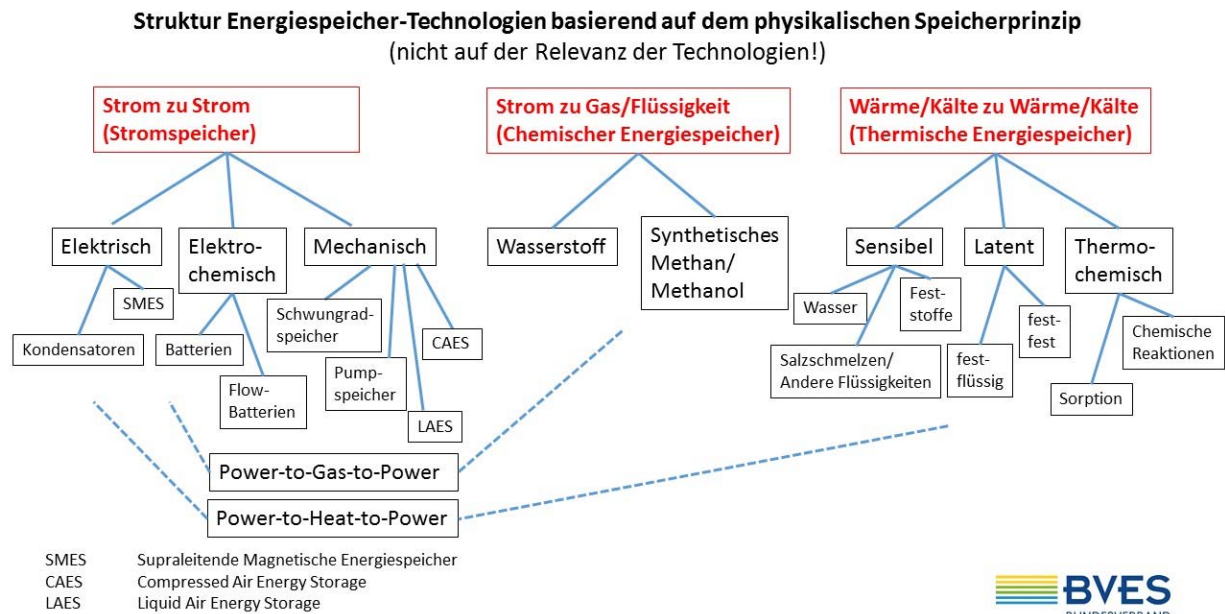 Struktur Energiespeicher-Technologien basierend auf dem physikalischen Speicherprinzip
(nicht auf der Relevanz der Technologien!)
Strom zu Strom
(Stromspeicher)
Strom zu Gas/Flüssigkeit
(Chemischer Energiespeicher)
Wärme/Kälte zu Wärme/Kälte
(Thermische Energiespeicher)
Elektrisch
Elektro-
chemisch
Mechanisch
Wasserstoff
Synthetisches
Methan/
Methanol
Sensibel
Latent
Thermo-
chemisch
SMES
Kondensatoren
Batterien
Flow-
Batterien
Schwungrad-
speicher
Pump-
speicher
LAES
CAES
Wasser
Salzschmelzen/
Andere Flüssigkeiten
Fest-
stoffe
fest-
flüssig
fest-
fest
Sorption
Chemische
Reaktionen
Power-to-Gas-to-Power
Power-to-Heat-to-Power
SMES Supraleitende Magnetische Energiespeicher
CAES Compressed Air Energy Storage
LAES Liquid Air Energy Storage
BVES
BUNDESVERBAND